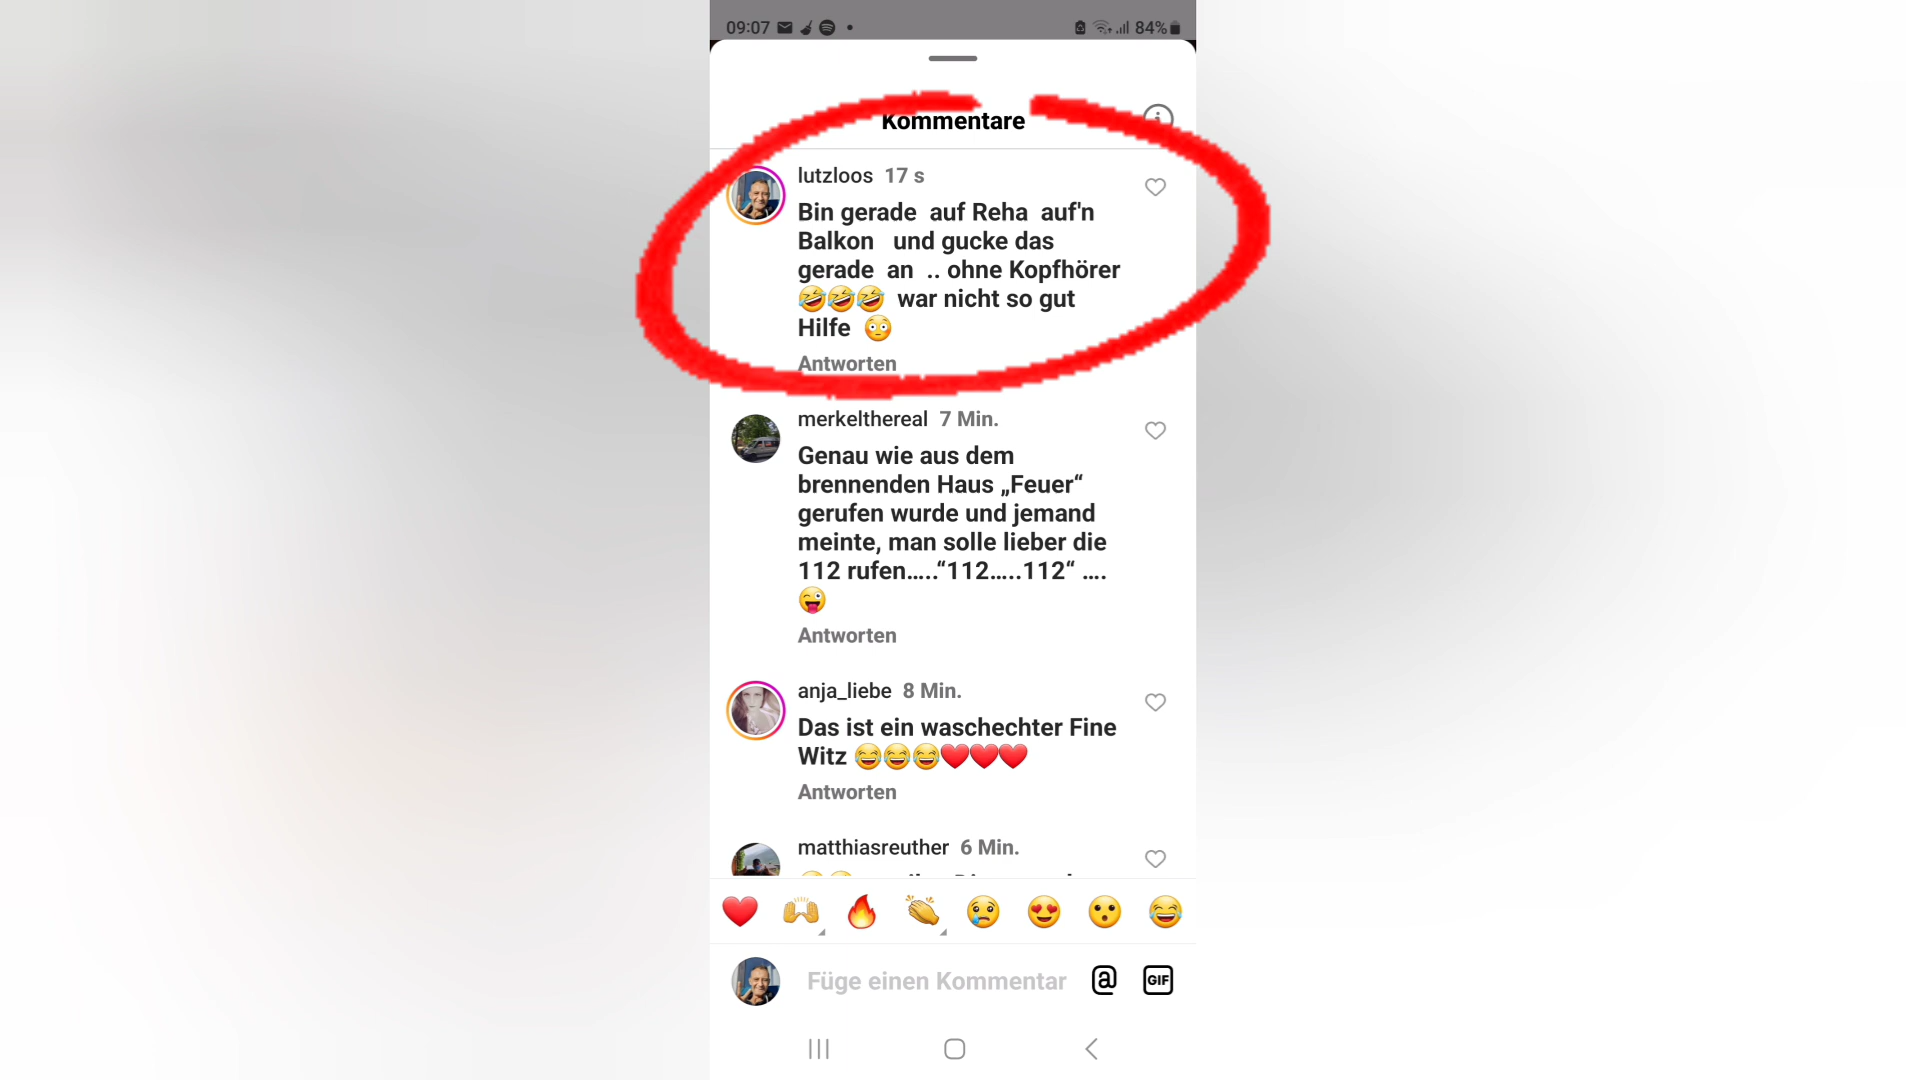 09:07
84%
Kommentare
lutzloos 17 s
Bin gerade auf Reha auf'n
Balkon und gucke das
gerade an .. ohne Kopfhörer
🤣🤣🤣 war nicht so gut
Hilfe 😳
Antworten
merkelthereal 7 Min.
Genau wie aus dem
brennenden Haus „Feuer“
gerufen wurde und jemand
meinte, man solle lieber die
112 rufen…..“112…..112“ ….
😜
Antworten
anja_liebe 8 Min.
Das ist ein waschechter Fine
Witz 😂😂😂❤️❤️❤️
Antworten
matthiasreuther 6 Min.
Füge einen Kommentar
GIF